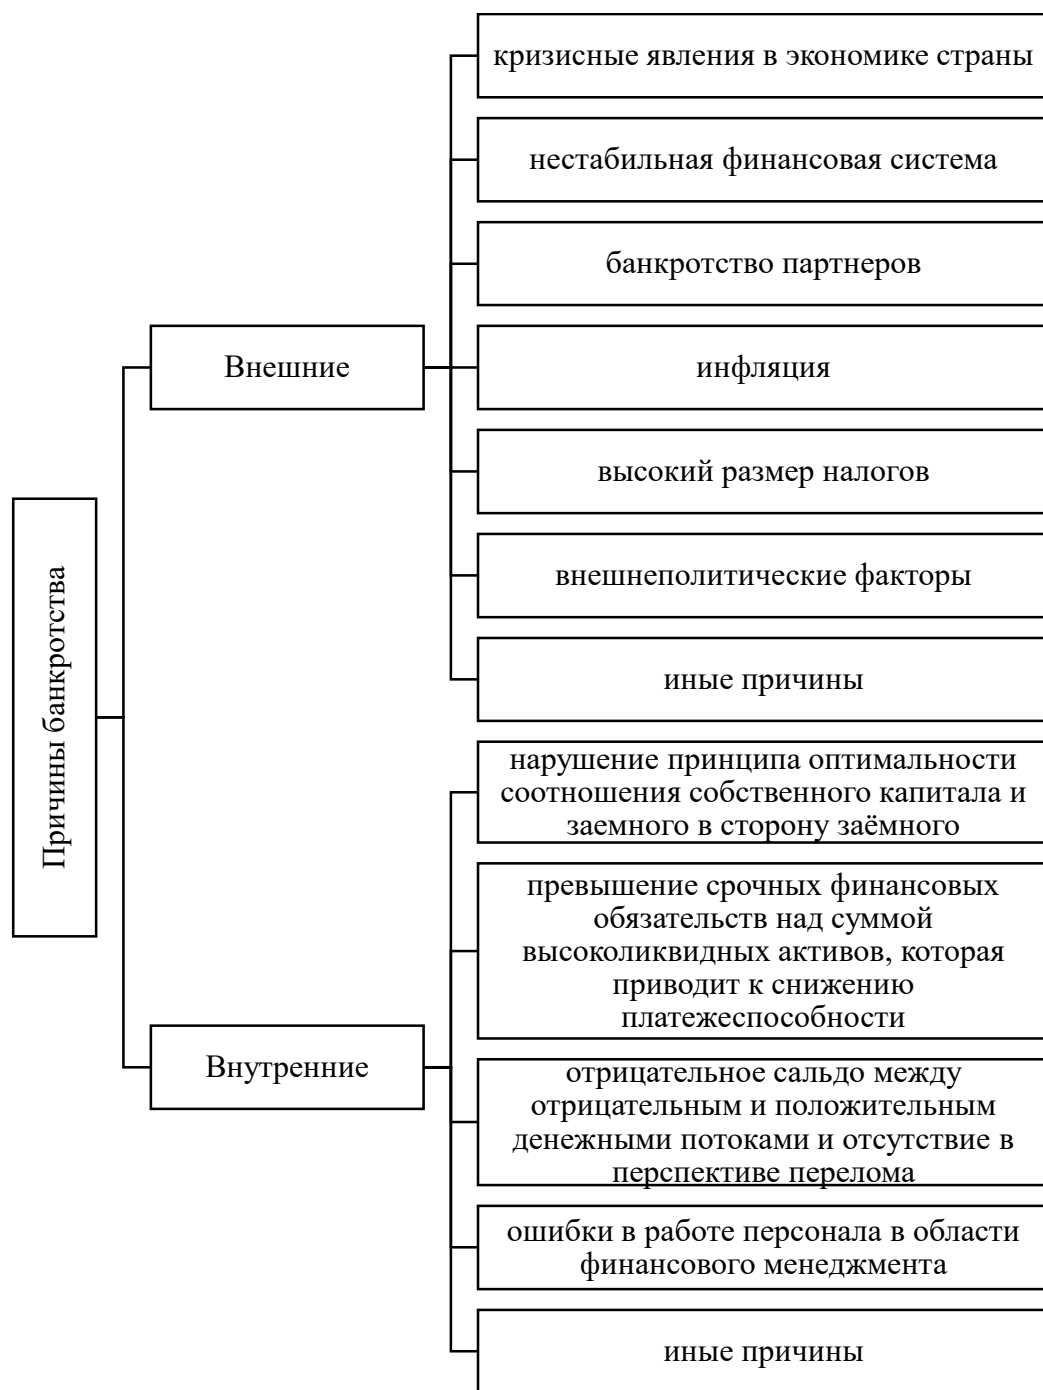 Причины банкротства
Внешние
кризисные явления в экономике страны
нестабильная финансовая система
банкротство партнеров
инфляция
высокий размер налогов
внешнеполитические факторы
иные причины
Внутренние
нарушение принципа оптимальности
соотношения собственного капитала и
заемного в сторону заёмного
превышение срочных финансовых
обязательств над суммой
высоколиквидных активов, которая
приводит к снижению
платежеспособности
отрицательное сальдо между
отрицательным и положительным
денежными потоками и отсутствие в
перспективе перелома
ошибки в работе персонала в области
финансового менеджмента
иные причины